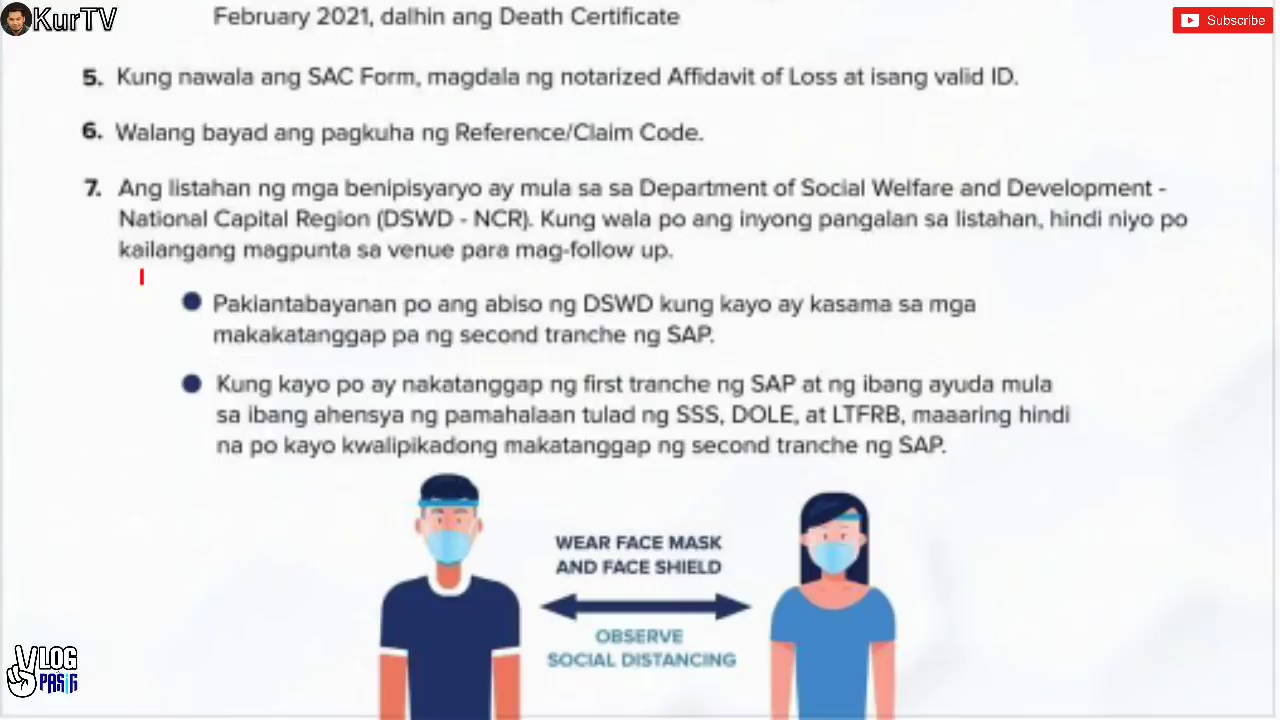 KurTV
Subscribe
February 2021, dalhin ang Death Certificate
5. Kung nawala ang SAC Form, magdala ng notarized Affidavit of Loss at isang valid ID.
6. Walang bayad ang pagkuha ng Reference/Claim Code.
7. Ang listahan ng mga benipisyaryo ay mula sa sa Department of Social Welfare and Development -
National Capital Region (DSWD - NCR). Kung wala po ang inyong pangalan sa listahan, hindi niyo po
kailangang magpunta sa venue para mag-follow up.
● Pakiantabayanan po ang abiso ng DSWD kung kayo ay kasama sa mga
makakatanggap pa ng second tranche ng SAP.
● Kung kayo po ay nakatanggap ng first tranche ng SAP at ng ibang ayuda mula
sa ibang ahensya ng pamahalaan tulad ng SSS, DOLE, at LTFRB, maaaring hindi
na po kayo kwalipikadong makatanggap ng second tranche ng SAP.
WEAR FACE MASK
AND FACE SHIELD
OBSERVE
SOCIAL DISTANCING
VLOG
PASIG